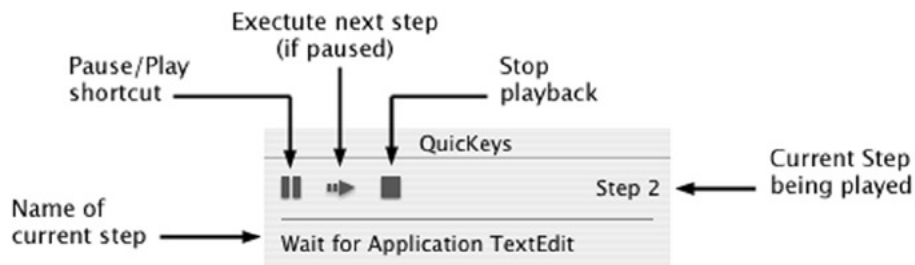 Exectute next step
(if paused)
Pause/Play
shortcut
Stop
playback
QuicKeys
Step 2
Current Step
being played
Name of
current step
Wait for Application TextEdit